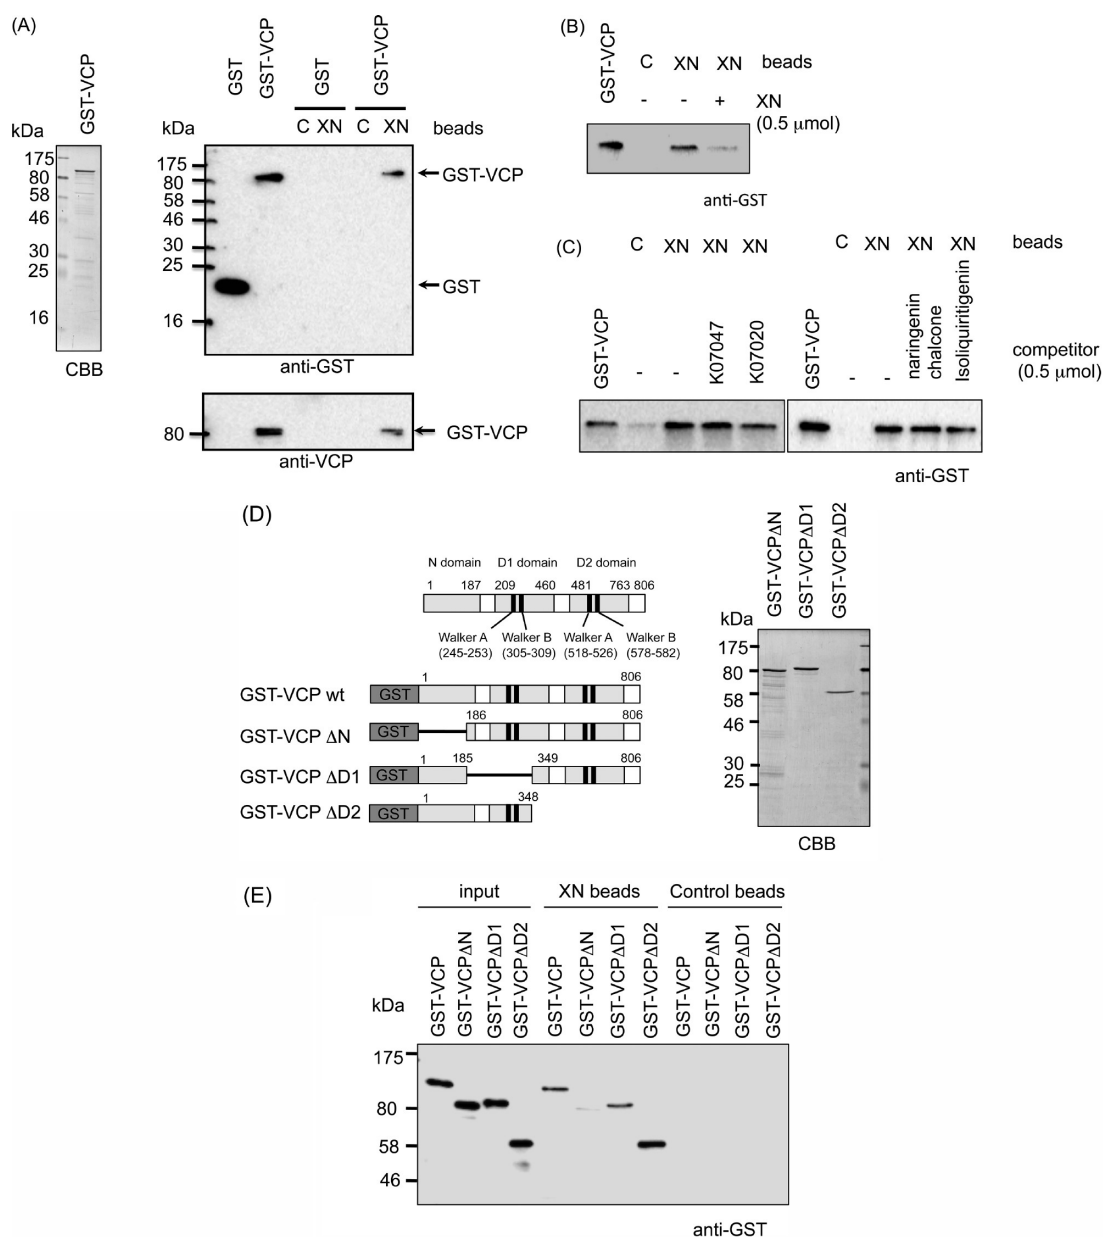 (A)
GST-VCP
kDa
175
80
58
46
30
25
16
CBB
GST
GST-VCP
GST
GST-VCP
kDa
C XN
C XN
beads
175
80
58
46
30
25
16
GST-VCP
GST
anti-GST
80
GST-VCP
anti-VCP
(B)
GST-VCP
C XN XN beads
- - + XN
(0.5 μmol)
anti-GST
(C)
C XN XN XN
C XN XN XN beads
GST-VCP
-
-
K07047
K07020
GST-VCP
-
-
naringenin
chalcone
Isoliquiritigenin
competitor
(0.5 μmol)
anti-GST
(D)
N domain D1 domain D2 domain
1 187 209 460 481 763 806
Walker A Walker B Walker A Walker B
(245-253) (305-309) (518-526) (578-582)
1 806
GST-VCP wt GST
186 806
GST-VCP ΔN GST
1 185 349 806
GST-VCP ΔD1 GST
1 348
GST-VCP ΔD2 GST
GST-VCPΔN
GST-VCPΔD1
GST-VCPΔD2
kDa
175
80
58
46
30
25
CBB
(E)
input XN beads Control beads
GST-VCP
GST-VCPΔN
GST-VCPΔD1
GST-VCPΔD2
GST-VCP
GST-VCPΔN
GST-VCPΔD1
GST-VCPΔD2
GST-VCP
GST-VCPΔN
GST-VCPΔD1
GST-VCPΔD2
kDa
175
80
58
46
anti-GST